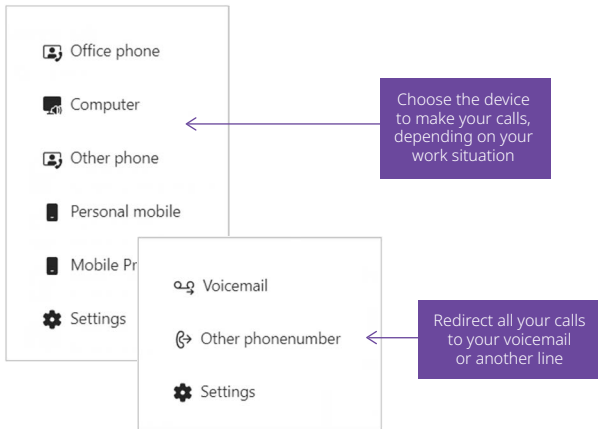 Office phone
Computer
Other phone
Personal mobile
Mobile Pr
Settings
Choose the device
to make your calls,
depending on your
work situation
Voicemail
Other phonenumber
Settings
Redirect all your calls
to your voicemail
or another line